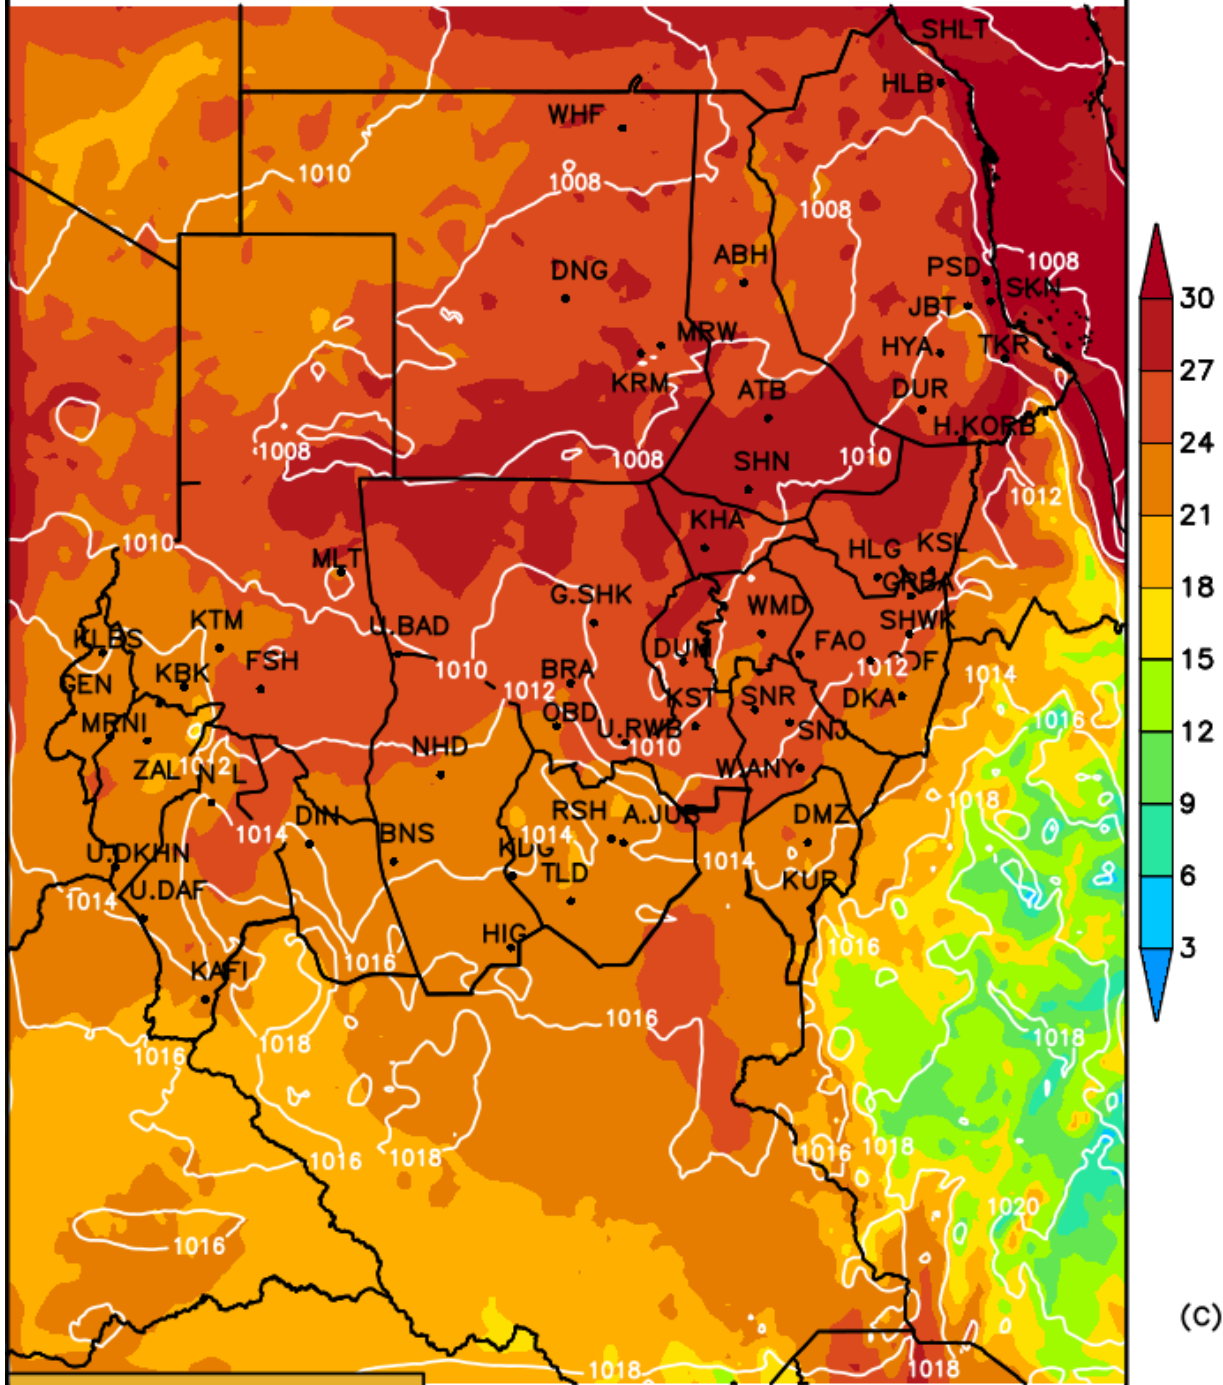 SHLT
HLB
WHF
1010
1008
1008
ABH
1008
PSD
DNG
SKN
JBT
MRW
HYA
TKR
30
KRM
27
ATB
DUR
H.KORB
24
1008
1008
SHN
1010
1012
KHA
21
1010
HLG
KSL
MLT
GRBA
18
G.SHK
WMD
KTM
U.BAD
SHWK
KLBS
FSH
DUM
FAO
15
KBK
BRA
1010
1012
GDF
1014
GEN
1012
KST
SNR
DKA
MRNI
OBD
U.RWB
SNJ
1016
12
NHD
1010
ZAL
1012
N L
W.ANY
9
DIN
RSH
A.JUB
DMZ
1018
1014
BNS
1014
KDG
U.DKHN
TLD
1014
6
U.DAF
KUR
1014
HIG
1016
3
KAFI
1016
1016
1018
1018
1016
1016
1018
1016
1018
1020
1016
(C)
1018
1018